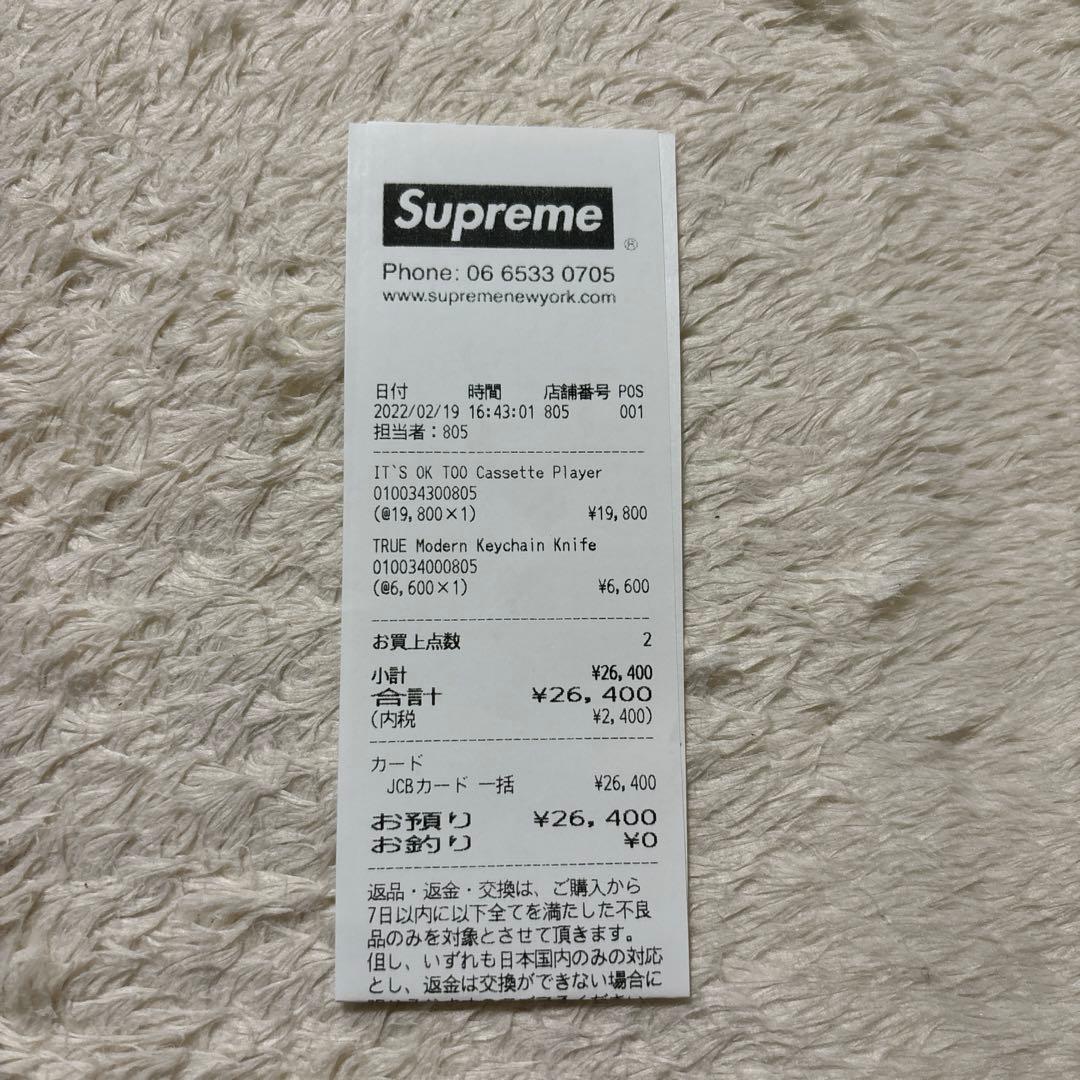 Supreme
®
Phone: 06 6533 0705
www.supremenewyork.com
日付 時間 店舗番号 POS
2022/02/19 16:43:01 805 001
担当者:805
IT`S OK TOO Cassette Player
010034300805
(@19,800×1) ¥19,800
TRUE Modern Keychain Knife
010034000805
(@6,600×1) ¥6,600
お買上点数 2
小計 ¥26,400
合計 ¥26,400
(内税 ¥2,400)
カード
JCBカード 一括 ¥26,400
お預り ¥26,400
お釣り ¥0
返品・返金・交換は、ご購入から
7日以内に以下全てを満たした不良
品のみを対象とさせて頂きます。
但し、いずれも日本国内のみの対応
とし、返金は交換ができない場合に